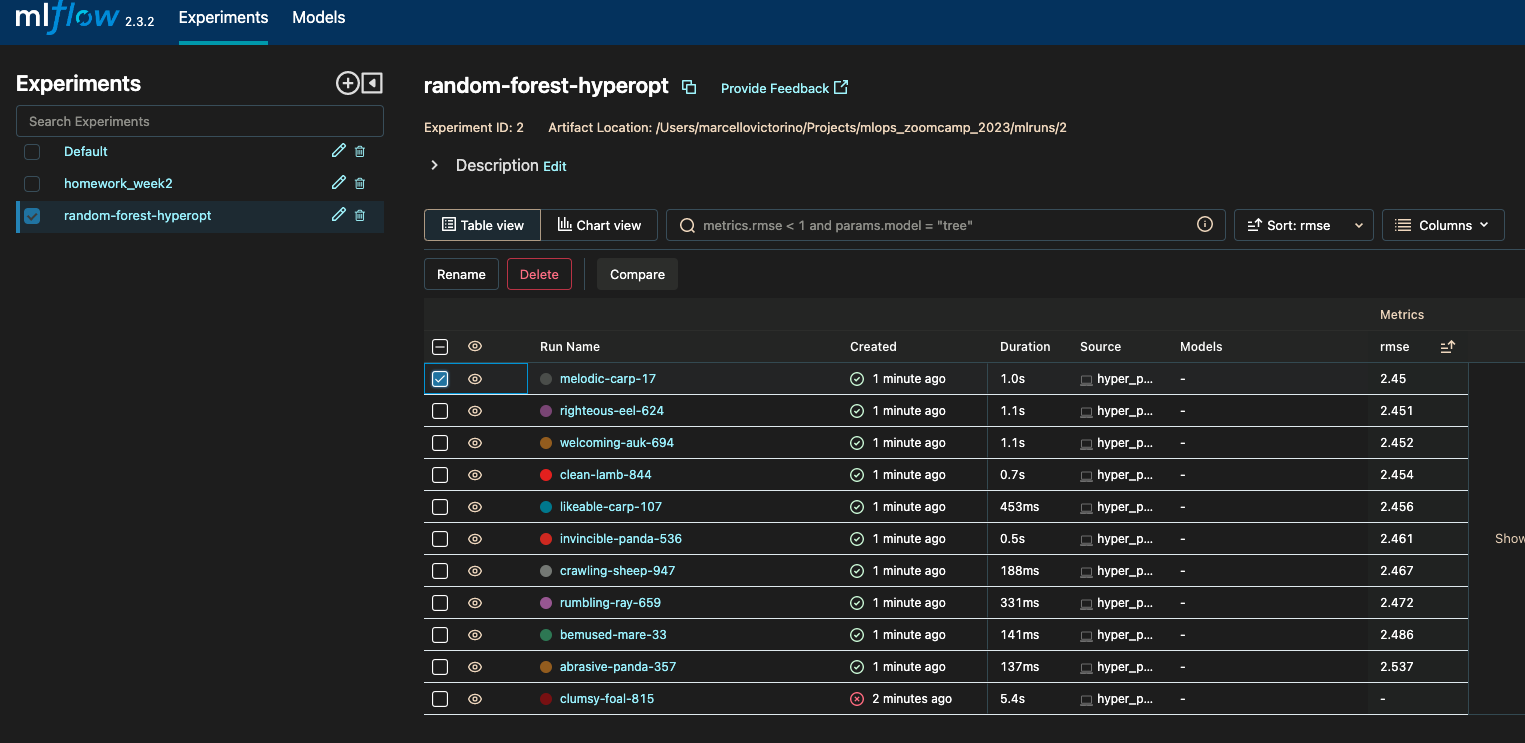 mlflow 2.3.2 Experiments Models
Experiments
Search Experiments
Default
homework_week2
random-forest-hyperopt
random-forest-hyperopt Provide Feedback
Experiment ID: 2 Artifact Location: /Users/marcellovictorino/Projects/mlops_zoomcamp_2023/mlruns/2
Description Edit
Table view Chart view metrics.rmse < 1 and params.model = "tree" Sort: rmse Columns
Rename Delete Compare
Metrics
Run Name Created Duration Source Models rmse
melodic-carp-17 1 minute ago 1.0s hyper_p... - 2.45
righteous-eel-624 1 minute ago 1.1s hyper_p... - 2.451
welcoming-auk-694 1 minute ago 1.1s hyper_p... - 2.452
clean-lamb-844 1 minute ago 0.7s hyper_p... - 2.454
likeable-carp-107 1 minute ago 453ms hyper_p... - 2.456
invincible-panda-536 1 minute ago 0.5s hyper_p... - 2.461
Show
crawling-sheep-947 1 minute ago 188ms hyper_p... - 2.467
rumbling-ray-659 1 minute ago 331ms hyper_p... - 2.472
bemused-mare-33 1 minute ago 141ms hyper_p... - 2.486
abrasive-panda-357 1 minute ago 137ms hyper_p... - 2.537
clumsy-foal-815 2 minutes ago 5.4s hyper_p... - -